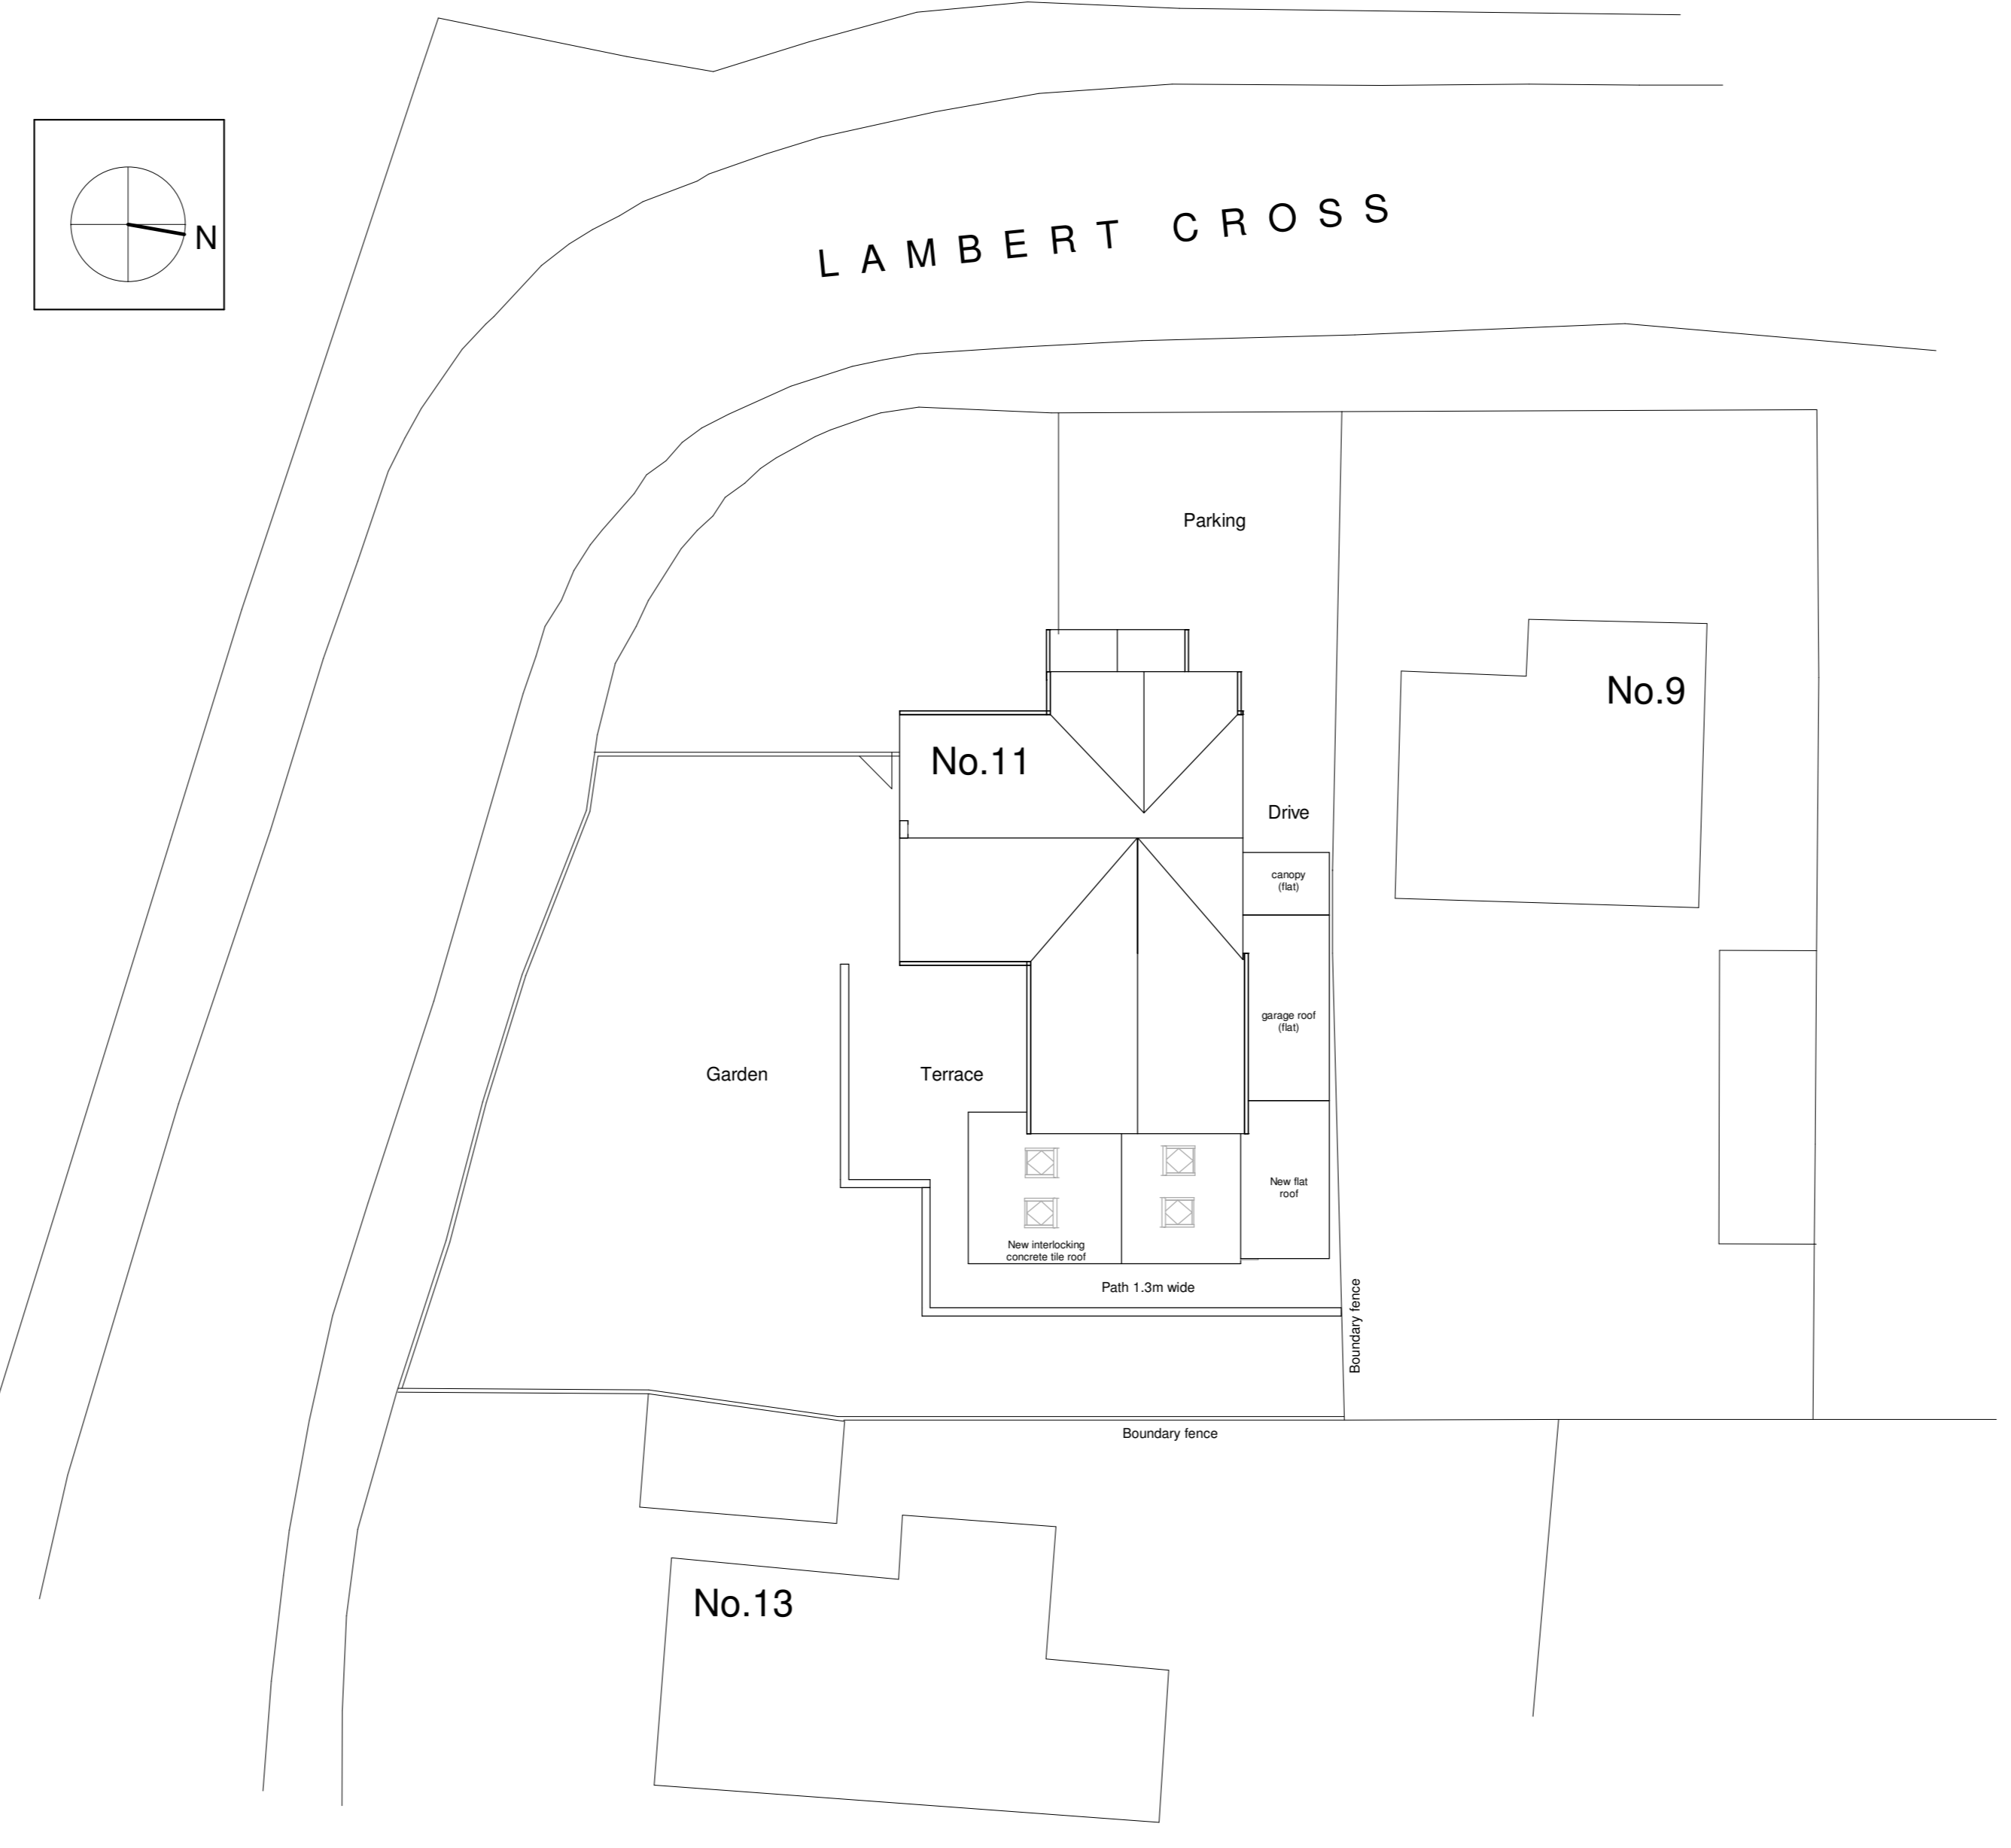 N
LAMBERT CROSS
Parking
No.9
No.11
Drive
canopy
(flat)
garage roof
(flat)
Garden
Terrace
New flat
roof
New interlocking
concrete tile roof
Path 1.3m wide
Boundary fence
Boundary fence
No.13